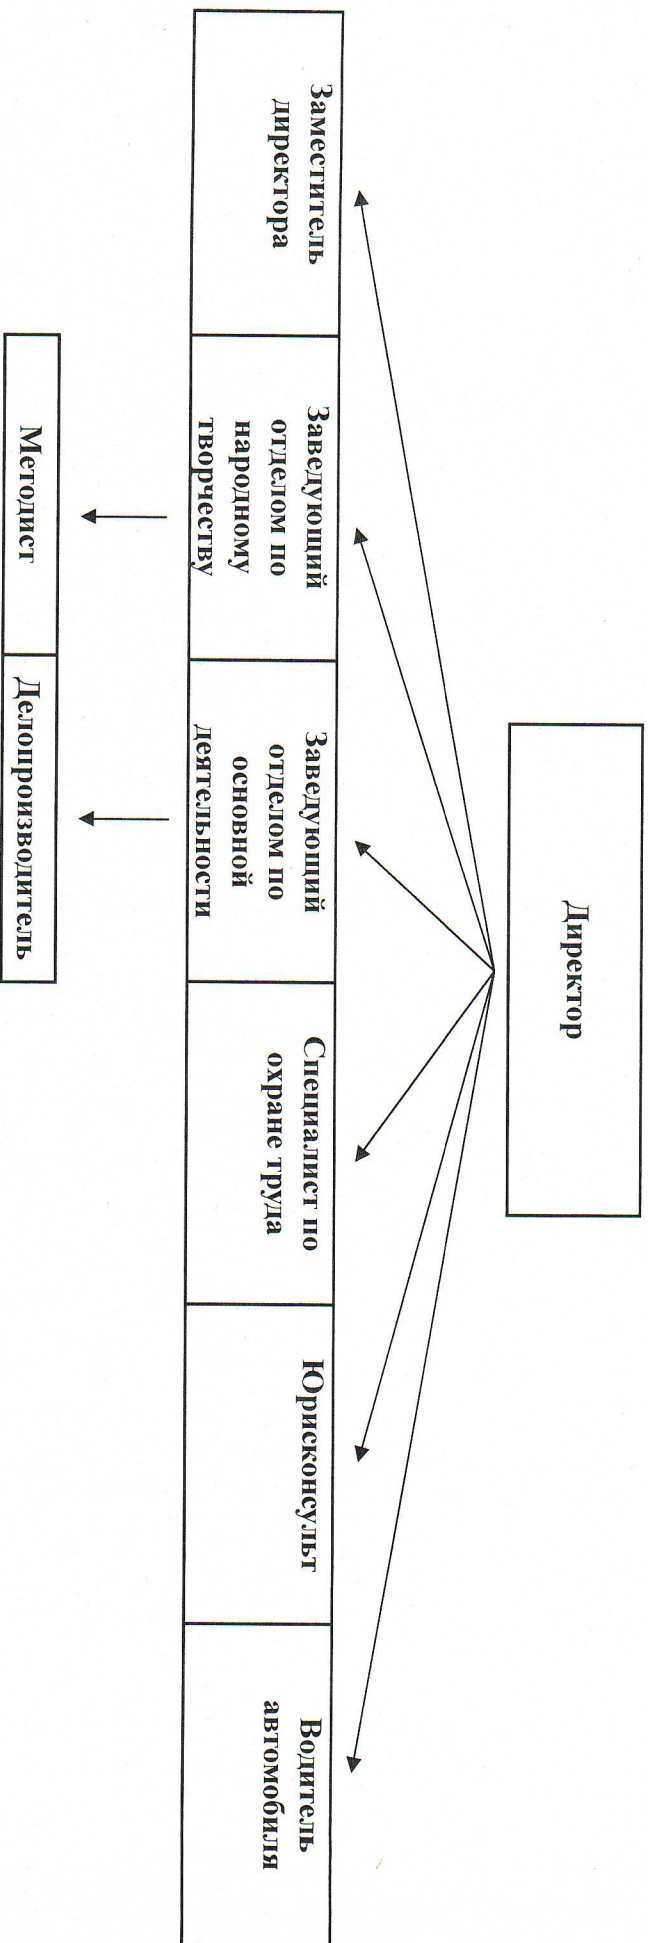 Директор
Заместитель
директора
Заведующий
отделом по
народному
творчеству
Заведующий
отделом по
основной
деятельности
Специалист по
охране труда
Юрисконсульт
Водитель
автомобиля
Методист
Делопроизводитель